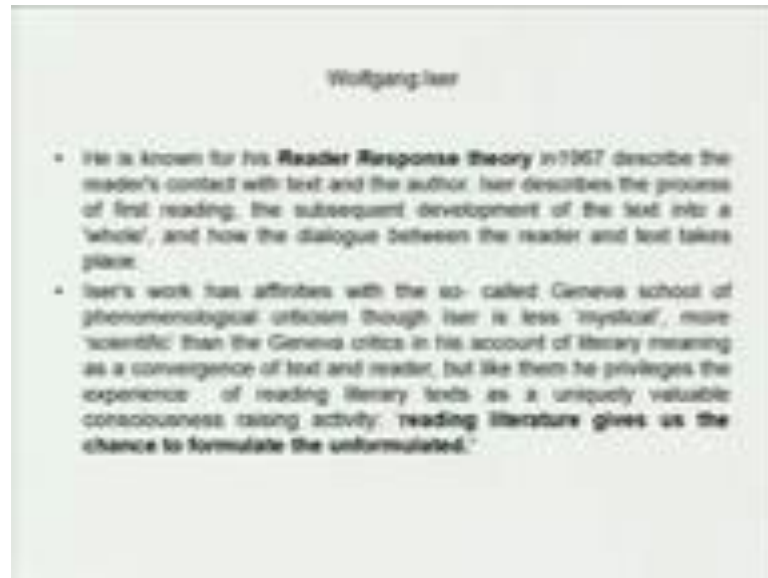 Wolfgang Iser
• He is known for his Reader Response theory in1967 describe the
reader's contact with text and the author. Iser describes the process
of first reading, the subsequent development of the text into a
'whole', and how the dialogue between the reader and text takes
place.
• Iser's work has affinities with the so- called Geneva school of
phenomenological criticism though Iser is less 'mystical', more
'scientific' than the Geneva critics in his account of literary meaning
as a convergence of text and reader, but like them he privileges the
experience of reading literary texts as a uniquely valuable
consciousness raising activity: 'reading literature gives us the
chance to formulate the unformulated.'